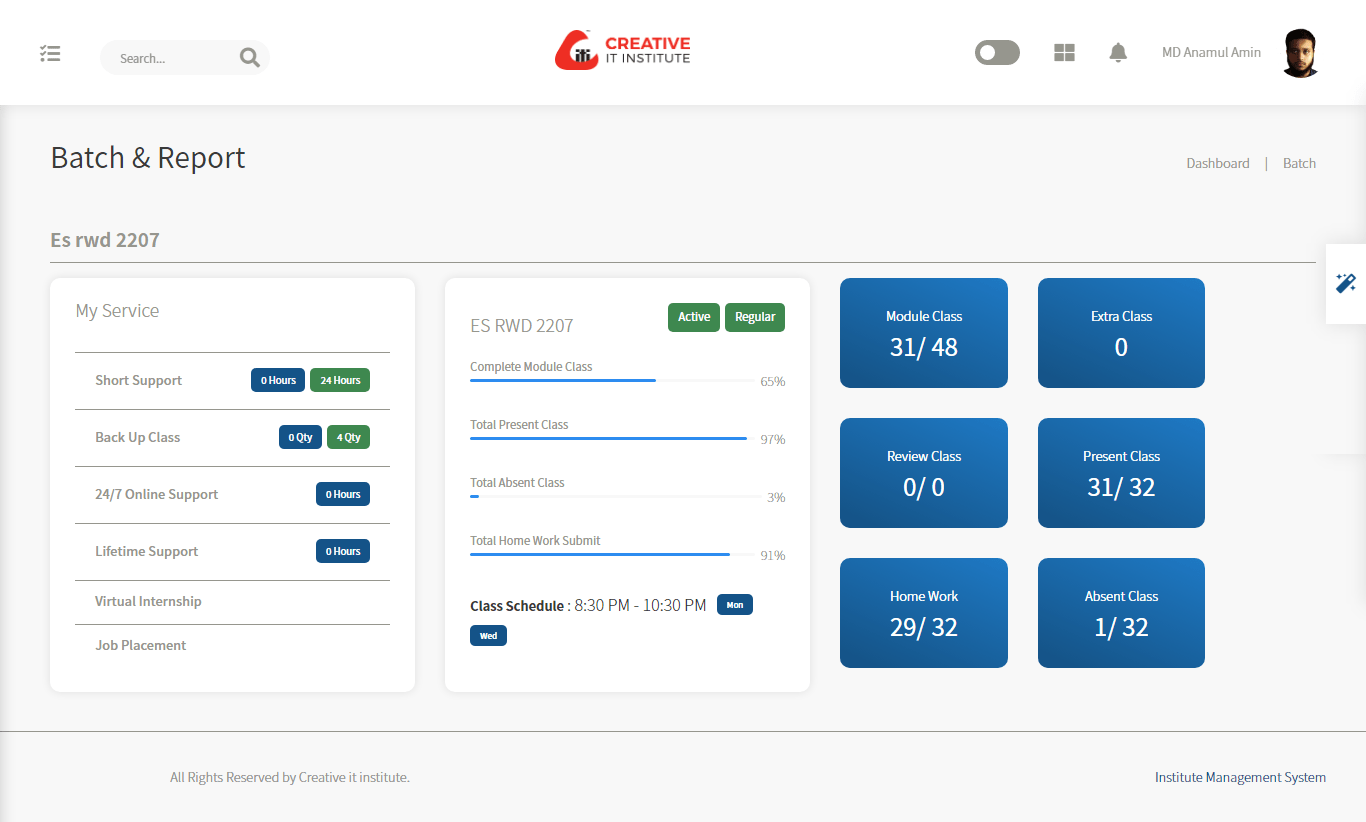 Search...
CREATIVE
IT INSTITUTE
iti
MD Anamul Amin
Batch & Report
Dashboard | Batch
Es rwd 2207
My Service
Short Support 0 Hours 24 Hours
Back Up Class 0 Qty 4 Qty
24/7 Online Support 0 Hours
Lifetime Support 0 Hours
Virtual Internship
Job Placement
ES RWD 2207 Active Regular
Complete Module Class
65%
Total Present Class
97%
Total Absent Class
3%
Total Home Work Submit
91%
Class Schedule : 8:30 PM - 10:30 PM Mon
Wed
Module Class
31/ 48
Extra Class
0
Review Class
0/ 0
Present Class
31/ 32
Home Work
29/ 32
Absent Class
1/ 32
All Rights Reserved by Creative it institute.
Institute Management System